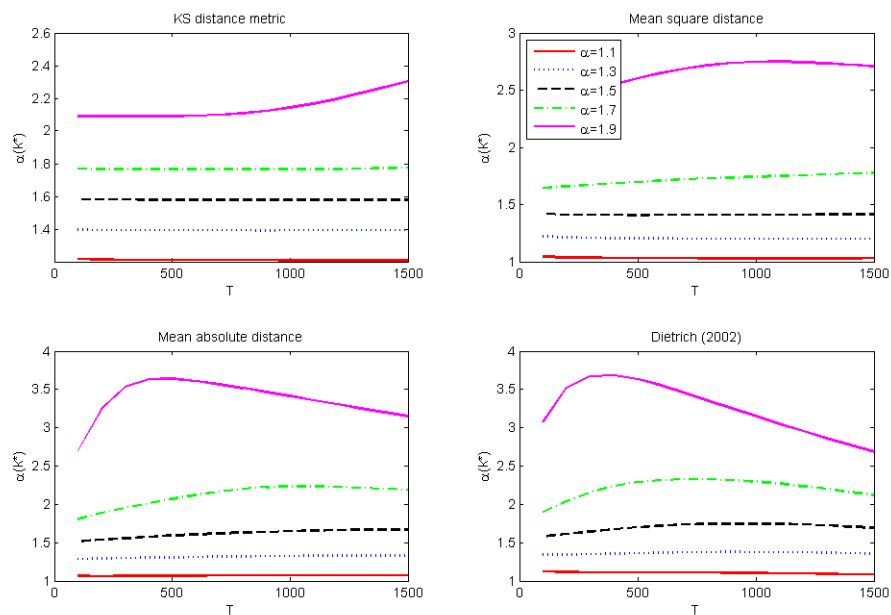 KS distance metric
2.6
2.4
2.2
2
1.8
1.6
1.4
α(k*)
0
500
1000
1500
T
Mean square distance
3
2.5
2
1.5
1
α(k*)
α=1.1
α=1.3
α=1.5
α=1.7
α=1.9
0
500
1000
1500
T
Mean absolute distance
4
3.5
3
2.5
2
1.5
1
α(k*)
0
500
1000
1500
T
Dietrich (2002)
4
3.5
3
2.5
2
1.5
1
α(k*)
0
500
1000
1500
T